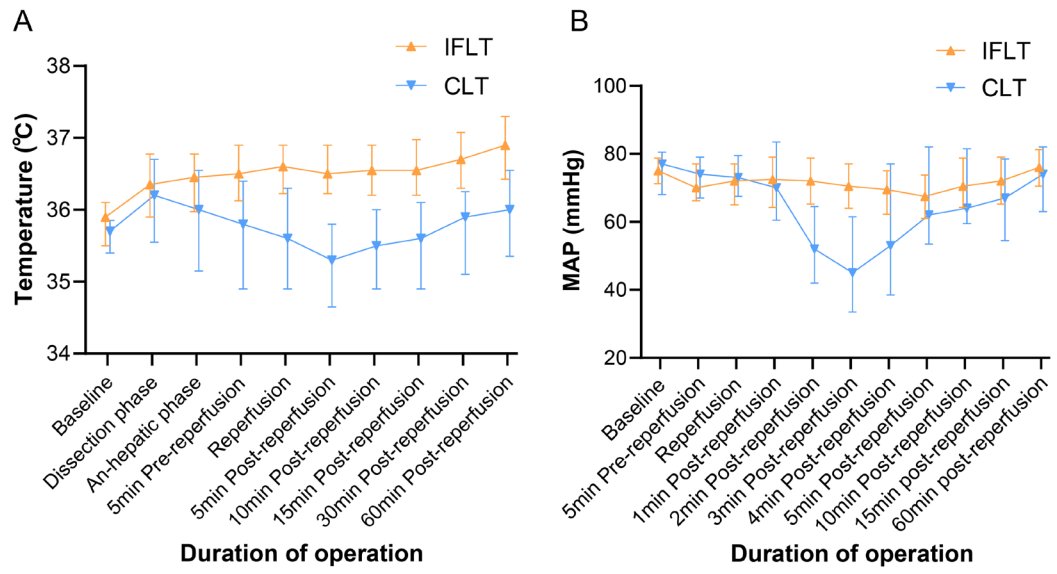 A
IFLT
CLT
Temperature (℃)
38
37
36
35
34
Baseline
Dissection phase
An-hepatic phase
5min Pre-reperfusion
Reperfusion
5min Post-reperfusion
10min Post-reperfusion
15min Post-reperfusion
30min Post-reperfusion
60min Post-reperfusion
Duration of operation
B
IFLT
CLT
MAP (mmHg)
100
80
60
40
20
Baseline
5min Pre-reperfusion
Reperfusion
1min Post-reperfusion
2min Post-reperfusion
3min Post-reperfusion
4min Post-reperfusion
5min Post-reperfusion
10min Post-reperfusion
15min post-reperfusion
60min post-reperfusion
Duration of operation